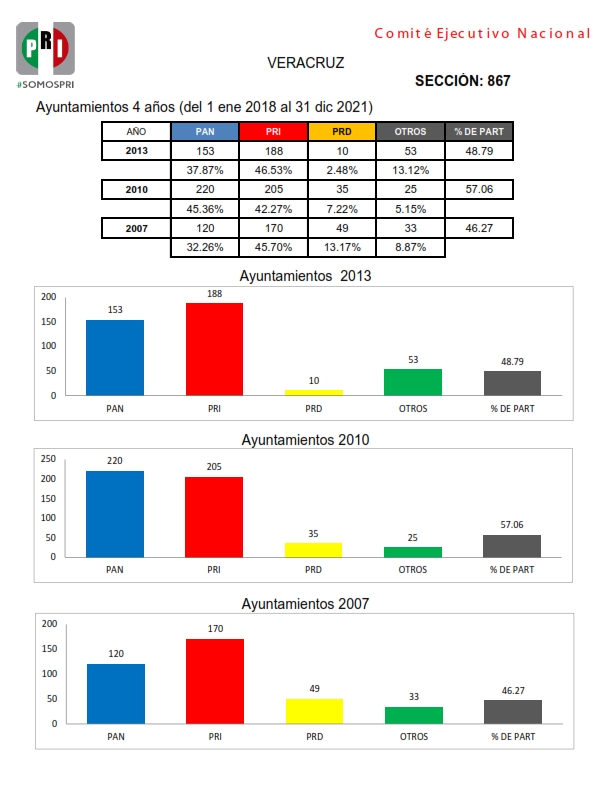 Comité Ejecutivo Nacional
PRI
#SOMOSPRI
VERACRUZ
SECCIÓN: 867
Ayuntamientos 4 años (del 1 ene 2018 al 31 dic 2021)
AÑO PAN PRI PRD OTROS % DE PART
2013 153 188 10 53 48.79
37.87% 46.53% 2.48% 13.12%
2010 220 205 35 25 57.06
45.36% 42.27% 7.22% 5.15%
2007 120 170 49 33 46.27
32.26% 45.70% 13.17% 8.87%
Ayuntamientos 2013
200
150
100
50
0
153 188 10 53 48.79
PAN PRI PRD OTROS % DE PART
Ayuntamientos 2010
250
200
150
100
50
0
220 205 35 25 57.06
PAN PRI PRD OTROS % DE PART
Ayuntamientos 2007
200
150
100
50
0
120 170 49 33 46.27
PAN PRI PRD OTROS % DE PART